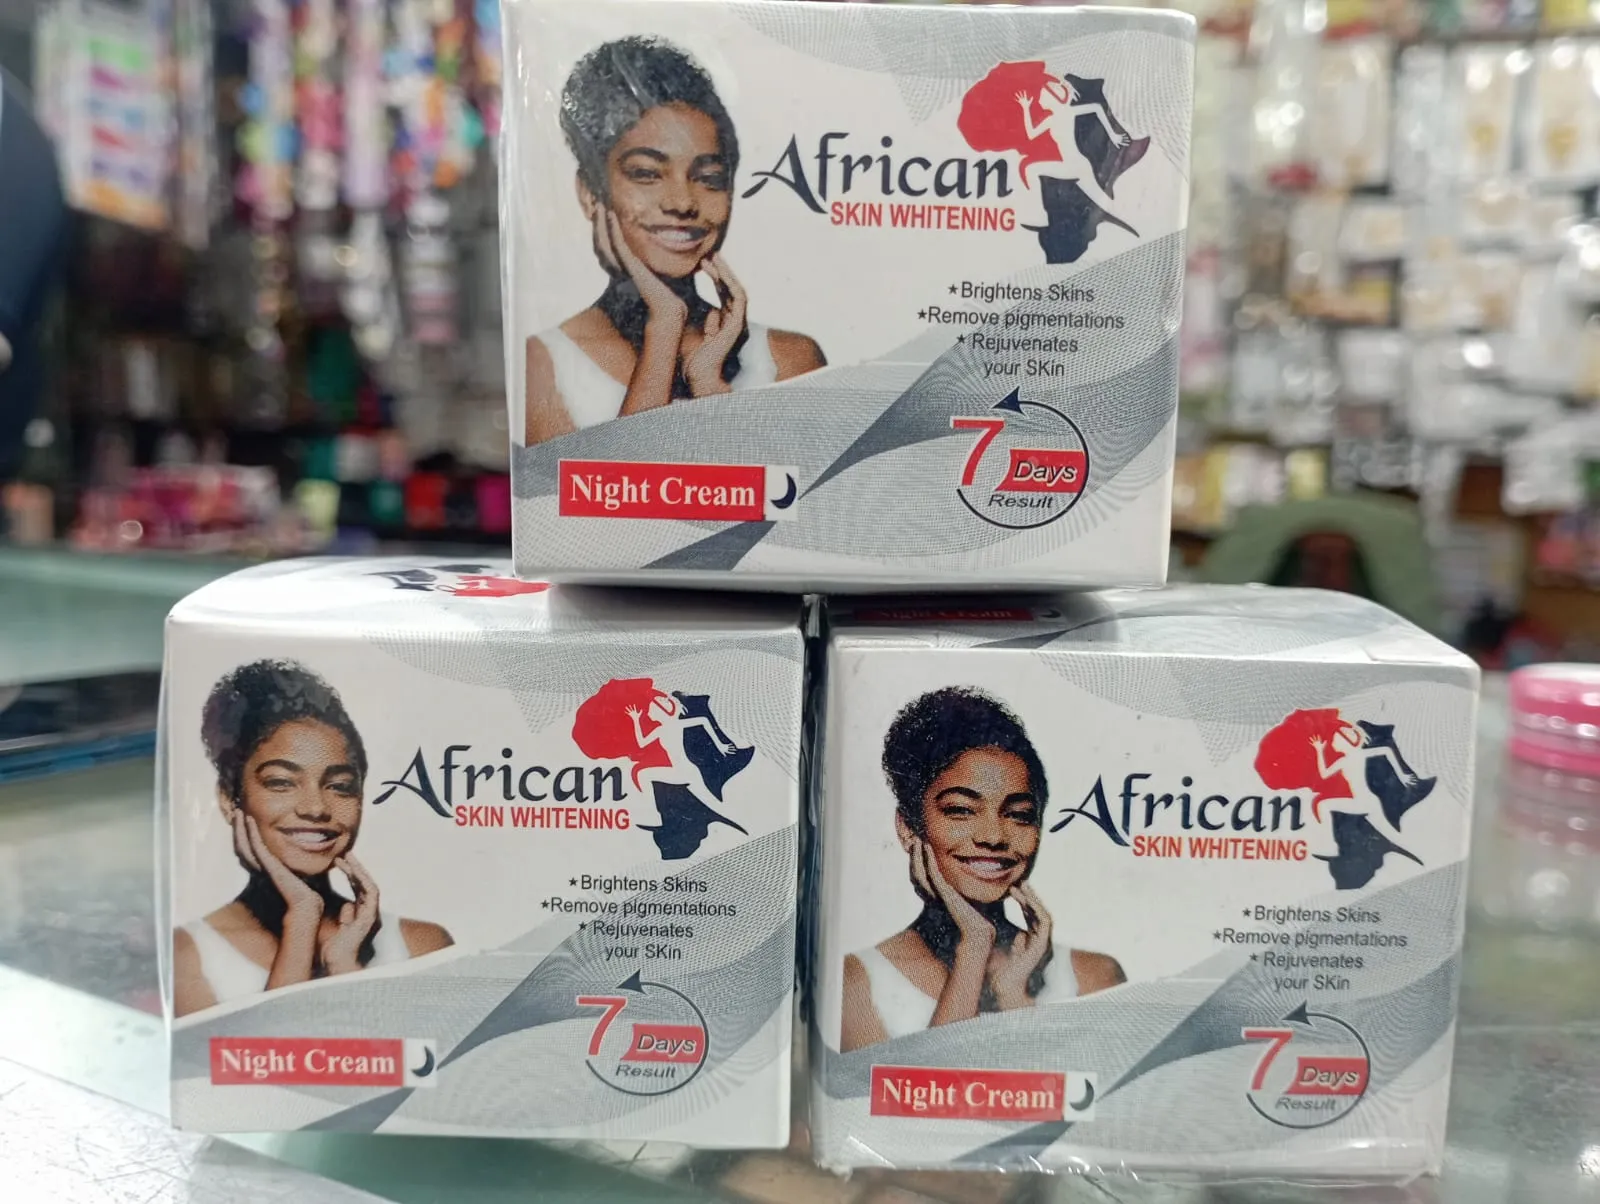 African
SKIN WHITENING
★Brightens Skins
★Remove pigmentations
★ Rejuvenates
your SKin
7
Days
Result
Night Cream
African
SKIN WHITENING
★Brightens Skins
★Remove pigmentations
★ Rejuvenates
your SKin
7
Days
Result
Night Cream
Night Cream
African
SKIN WHITENING
★Brightens Skins
★Remove pigmentations
★ Rejuvenates
your SKin
7
Days
Result
Night Cream